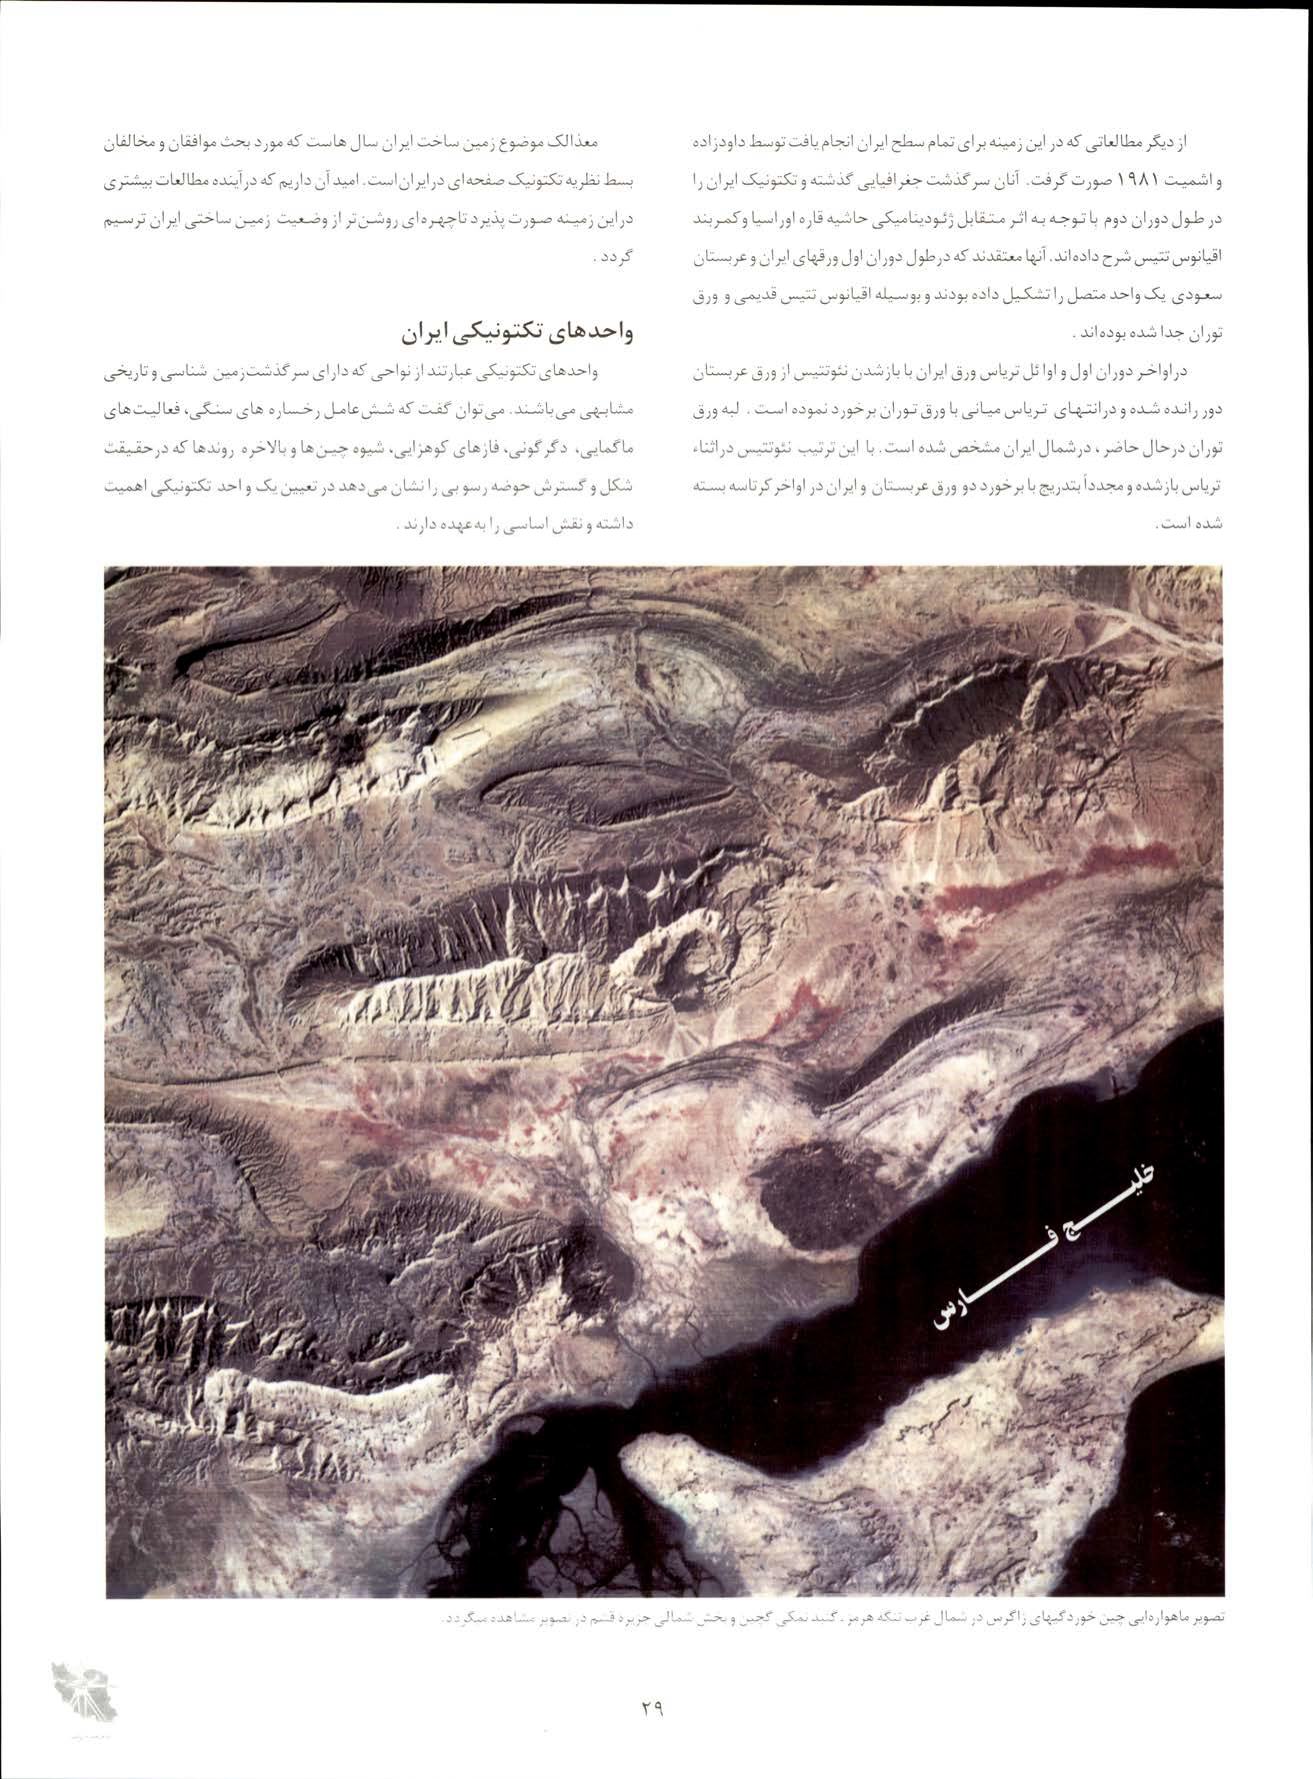 از دیگر مطالعاتی که در این زمینه برای تمام سطح ایران انجام یافت توسط داودزاده
و اشمیت ۱۹۸۱ صورت گرفت. آنان سرگذشت جغرافیایی گذشته و تکتونیک ایران را
در طول دوران دوم با توجه به اثر متقابل ژئودینامیکی حاشیه قاره اوراسیا و کمربند
اقیانوس تتیس شرح داده‌اند. آنها معتقدند که درطول دوران اول ورقهای ایران و عربستان
سعودی یک واحد متصل را تشکیل داده بودند و بوسیله اقیانوس تتیس قدیمی و ورق
توران جدا شده بوده‌اند .
دراواخر دوران اول و اوائل تریاس ورق ایران با بازشدن نئوتتیس از ورق عربستان
دور رانده شده و درانتهای تریاس میانی با ورق توران برخورد نموده است . لبه ورق
توران درحال حاضر ، درشمال ایران مشخص شده است. با این ترتیب نئوتتیس دراثناء
تریاس بازشده و مجدداً بتدریج با برخورد دو ورق عربستان و ایران در اواخر کرتاسه بسته
شده است.
معذالک موضوع زمین ساخت ایران سال هاست که مورد بحث موافقان و مخالفان
بسط نظریه تکتونیک صفحه‌ای درایران است. امید آن داریم که درآینده مطالعات بیشتری
دراین زمینه صورت پذیرد تاچهره‌ای روشن‌تر از وضعیت زمین ساختی ایران ترسیم
گردد .
واحدهای تکتونیکی ایران
واحدهای تکتونیکی عبارتند از نواحی که دارای سرگذشت زمین شناسی و تاریخی
مشابهی می‌باشند. می‌توان گفت که شش عامل رخساره های سنگی، فعالیت‌های
ماگمایی، دگرگونی، فازهای کوهزایی، شیوه چین‌ها و بالاخره روندها که درحقیقت
شکل و گسترش حوضه رسوبی را نشان می‌دهد در تعیین یک واحد تکتونیکی اهمیت
داشته و نقش اساسی را به عهده دارند .
خلیج فارس
تصویر ماهواره‌ایی چین خوردگیهای زاگرس در شمال غرب تنگه هرمز ، گنبد نمکی گچین و بخش شمالی جزیره قشم در تصویر مشاهده میگردد.
۲۹